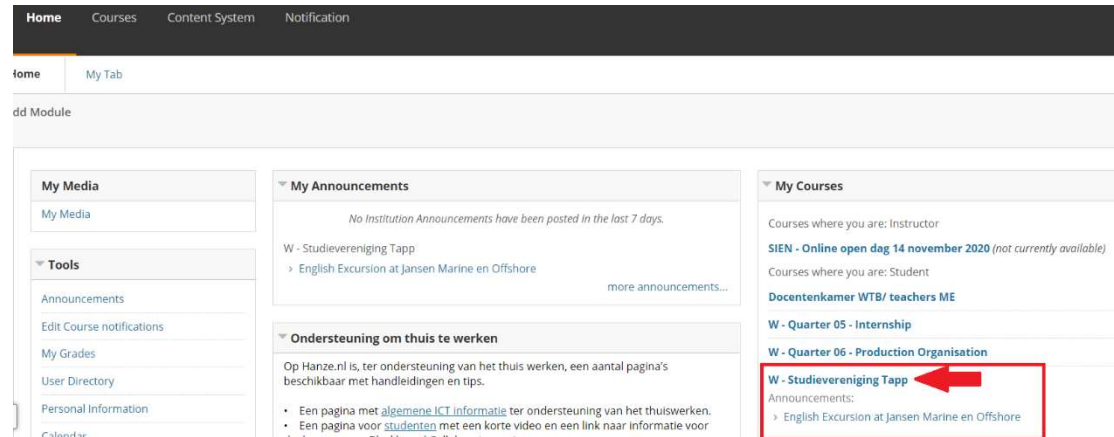 Home Courses Content System Notification
Home My Tab
dd Module
My Media
My Media
Tools
Announcements
Edit Course notifications
My Grades
User Directory
Personal Information
Calendar
My Announcements
No Institution Announcements have been posted in the last 7 days.
W - Studievereniging Tapp
› English Excursion at Jansen Marine en Offshore
more announcements...
Ondersteuning om thuis te werken
Op Hanze.nl is, ter ondersteuning van het thuis werken, een aantal pagina's
beschikbaar met handleidingen en tips.
• Een pagina met algemene ICT informatie ter ondersteuning van het thuiswerken.
• Een pagina voor studenten met een korte video en een link naar informatie voor
My Courses
Courses where you are: Instructor
SIEN - Online open dag 14 november 2020 (not currently available)
Courses where you are: Student
Docentenkamer WTB/ teachers ME
W - Quarter 05 - Internship
W - Quarter 06 - Production Organisation
W - Studievereniging Tapp
Announcements:
› English Excursion at Jansen Marine en Offshore